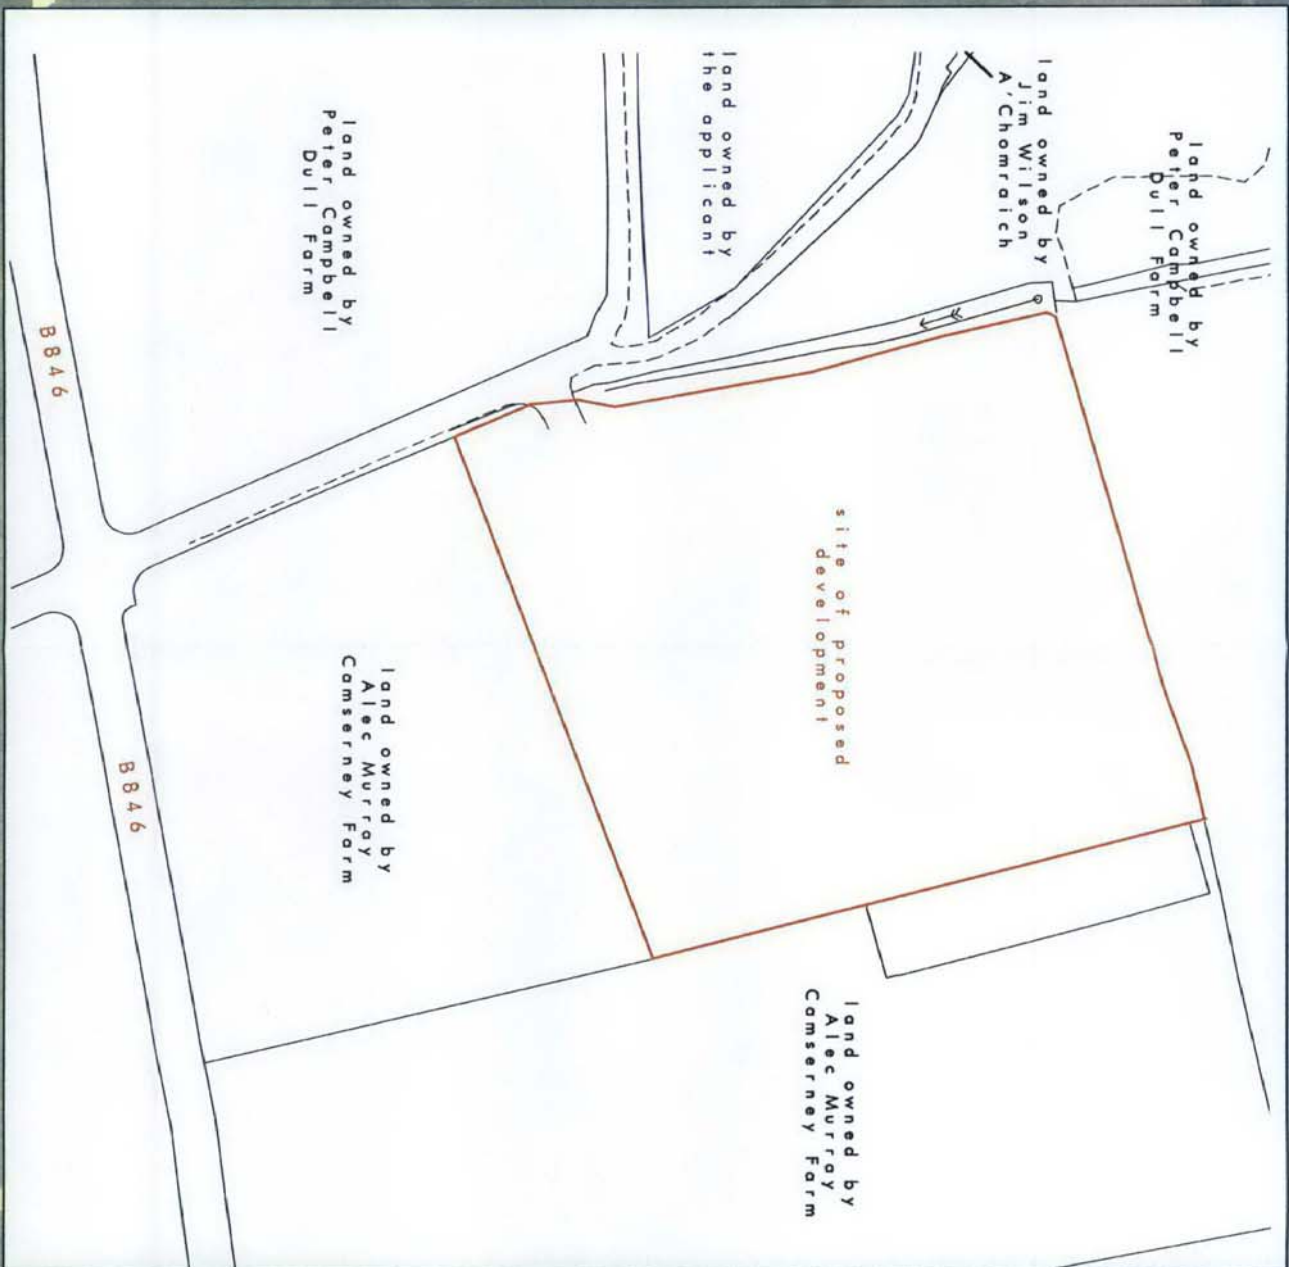 land owned by
Peter Campbell
Dull Farm
land owned by
Jim Wilson
A'Chomraich
land owned by
the applicant
land owned by
Peter Campbell
Dull Farm
site of proposed
development
land owned by
Alec Murray
Camserney Farm
land owned by
Alec Murray
Camserney Farm
B846
B846